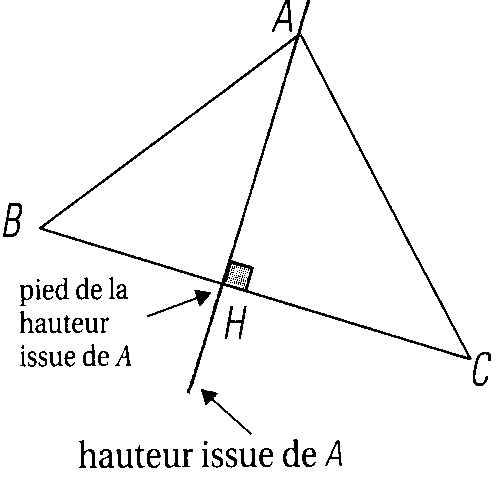 A
B
pied de la
hauteur
issue de A
H
C
hauteur issue de A